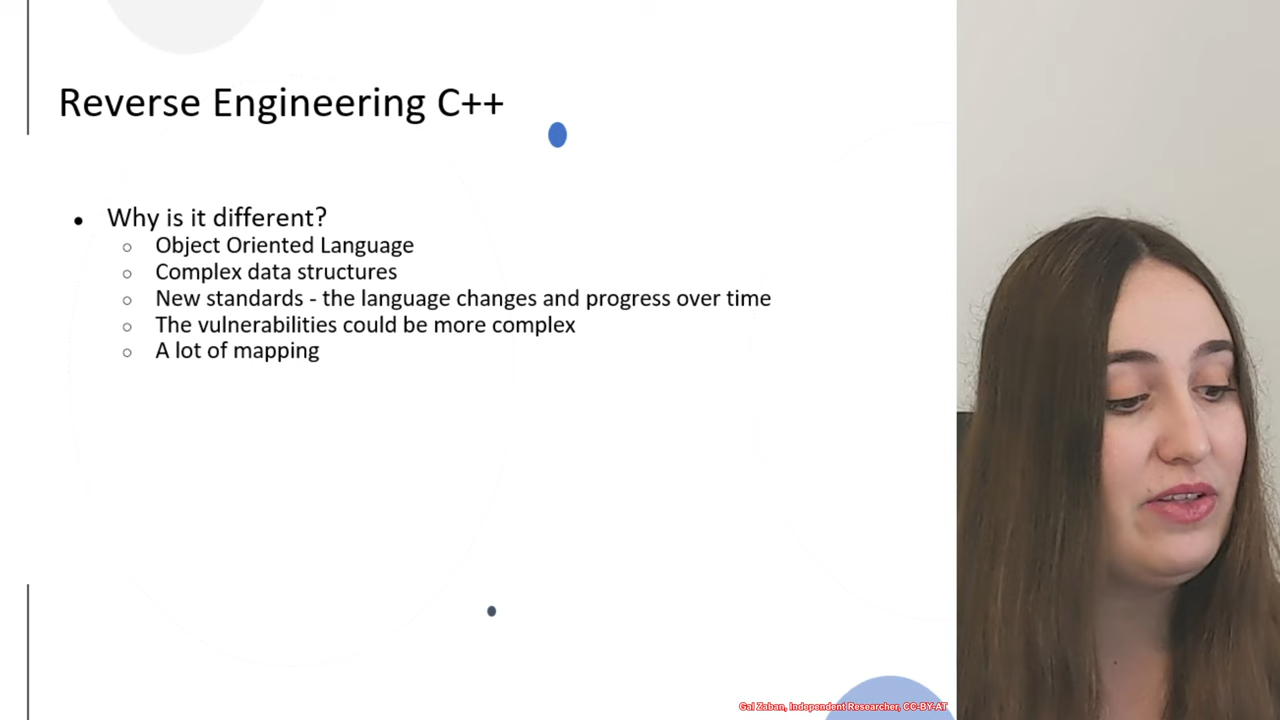 Reverse Engineering C++
• Why is it different?
○ Object Oriented Language
○ Complex data structures
○ New standards - the language changes and progress over time
○ The vulnerabilities could be more complex
○ A lot of mapping
Gal Zaban, Independent Researcher, CC-BY-AT